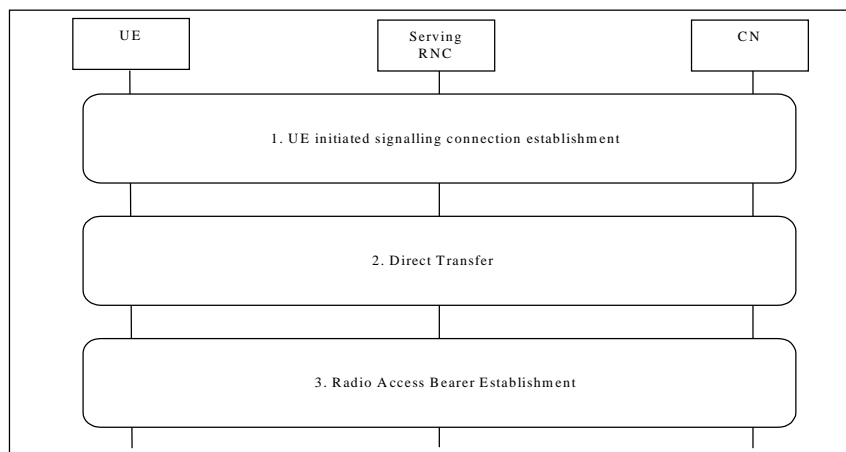 UE
Serving
RNC
CN
1. UE initiated signalling connection establishment
2. Direct Transfer
3. Radio Access Bearer Establishment